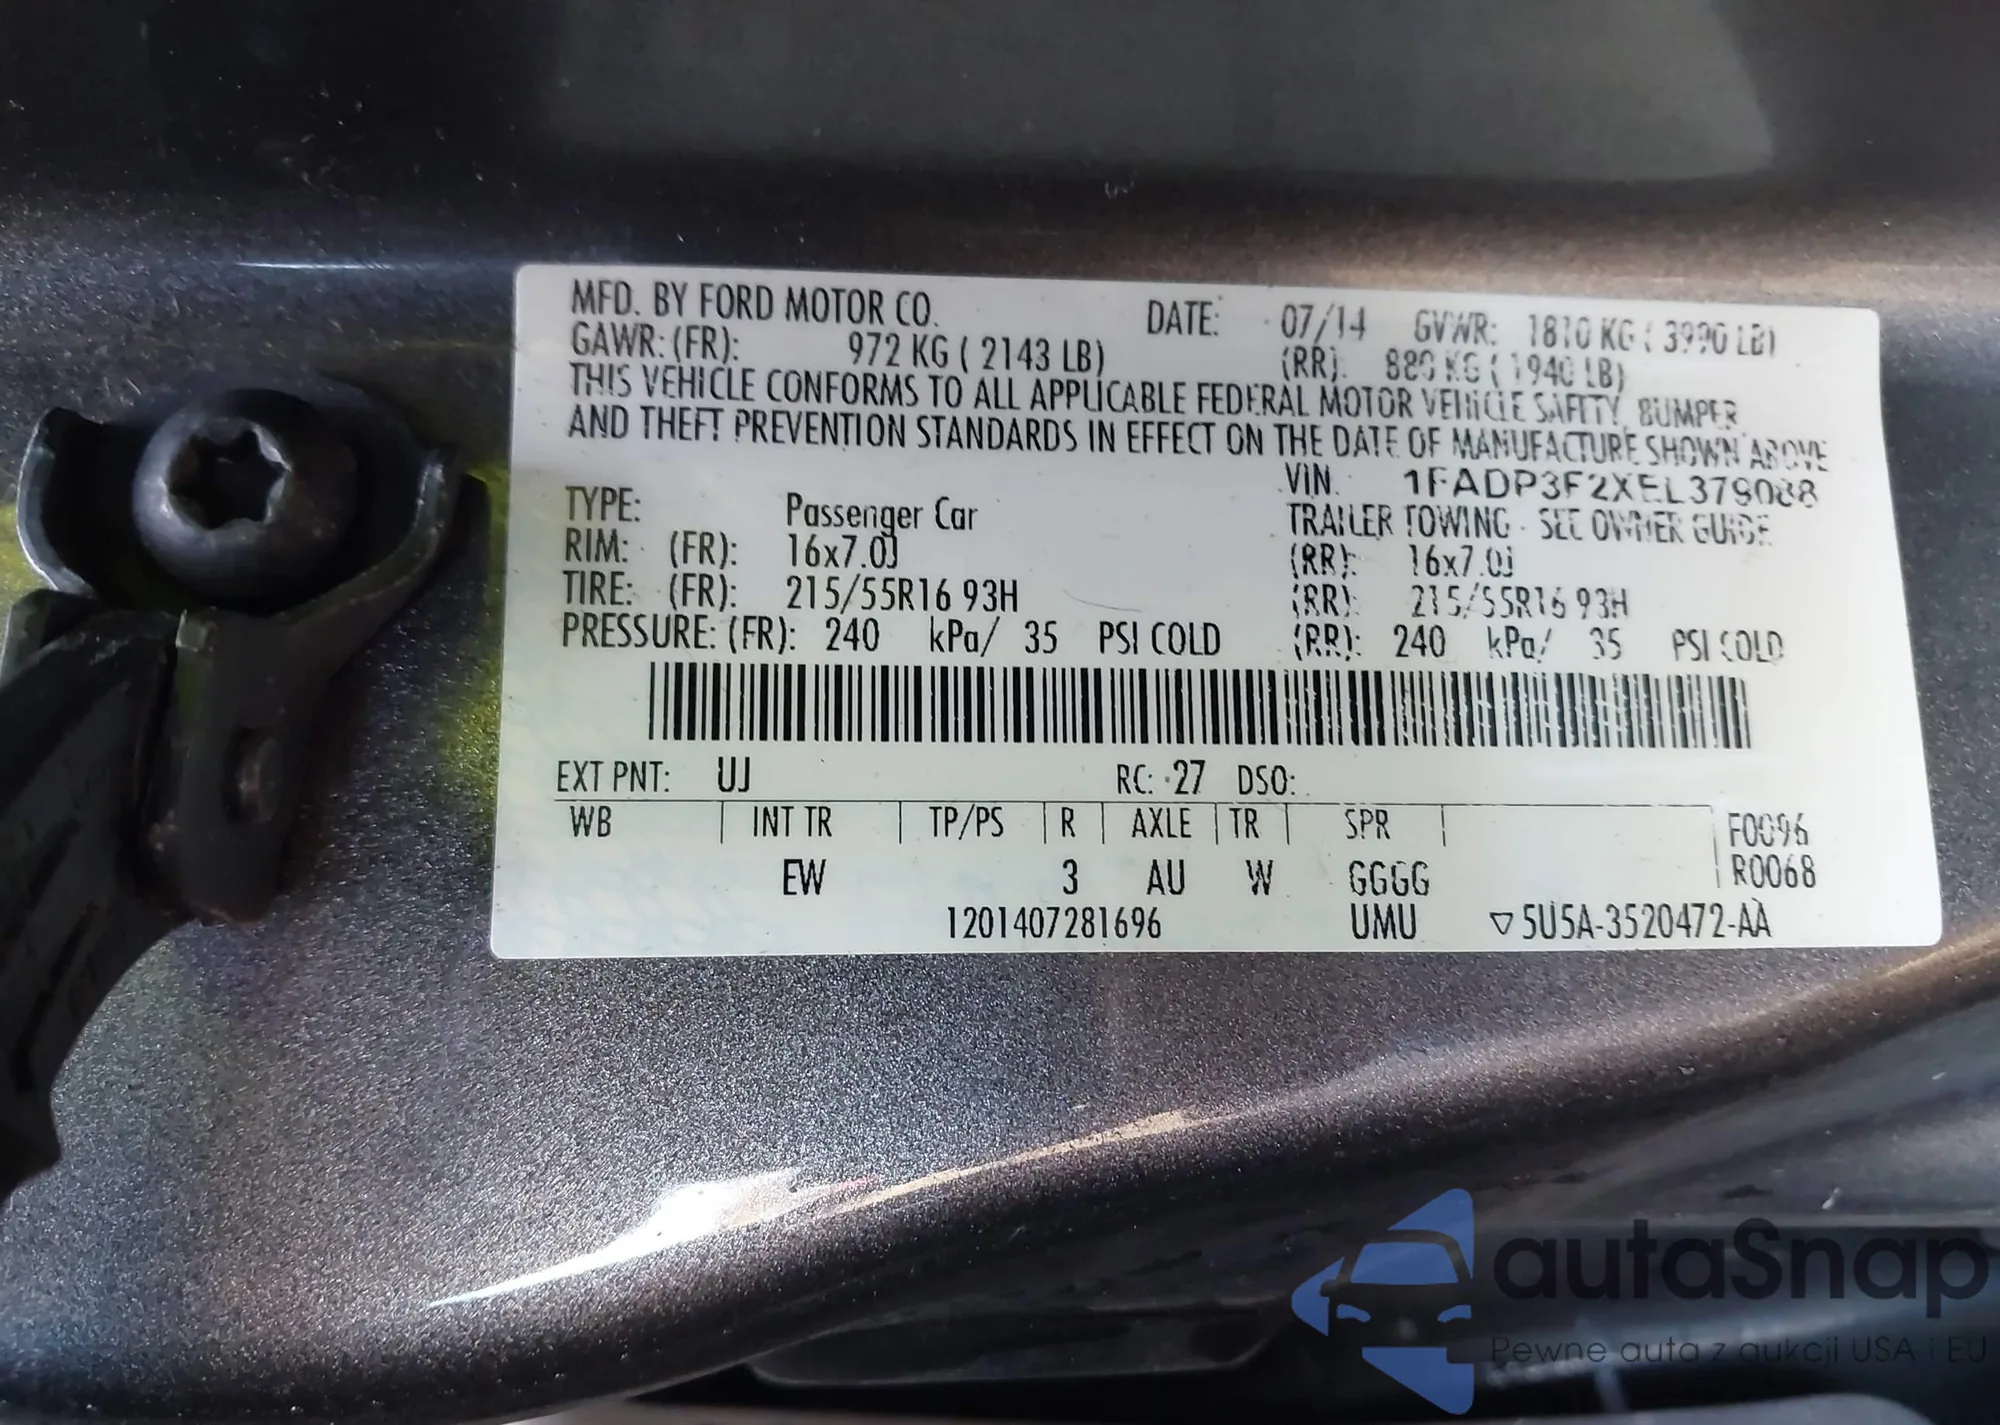 MFD. BY FORD MOTOR CO. DATE: 07/14 GVWR: 1810 KG ( 3990 LB)
GAWR: (FR): 972 KG ( 2143 LB) (RR): 880 KG ( 1940 LB)
THIS VEHICLE CONFORMS TO ALL APPLICABLE FEDERAL MOTOR VEHICLE SAFETY, BUMPER
AND THEFT PREVENTION STANDARDS IN EFFECT ON THE DATE OF MANUFACTURE SHOWN ABOVE
VIN: 1FADP3F2XEL379088
TYPE: Passenger Car TRAILER TOWING - SEE OWNER GUIDE
RIM: (FR): 16x7.0J (RR): 16x7.0J
TIRE: (FR): 215/55R16 93H (RR): 215/55R16 93H
PRESSURE: (FR): 240 kPa/ 35 PSI COLD (RR): 240 kPa/ 35 PSI COLD
EXT PNT: UJ RC: 27 DSO:
WB INT TR TP/PS R AXLE TR SPR F0096
EW 3 AU W GGGG R0068
1201407281696 UMU ▽5U5A-3520472-AA
autaSnap
Pewne auta z aukcji USA i EU